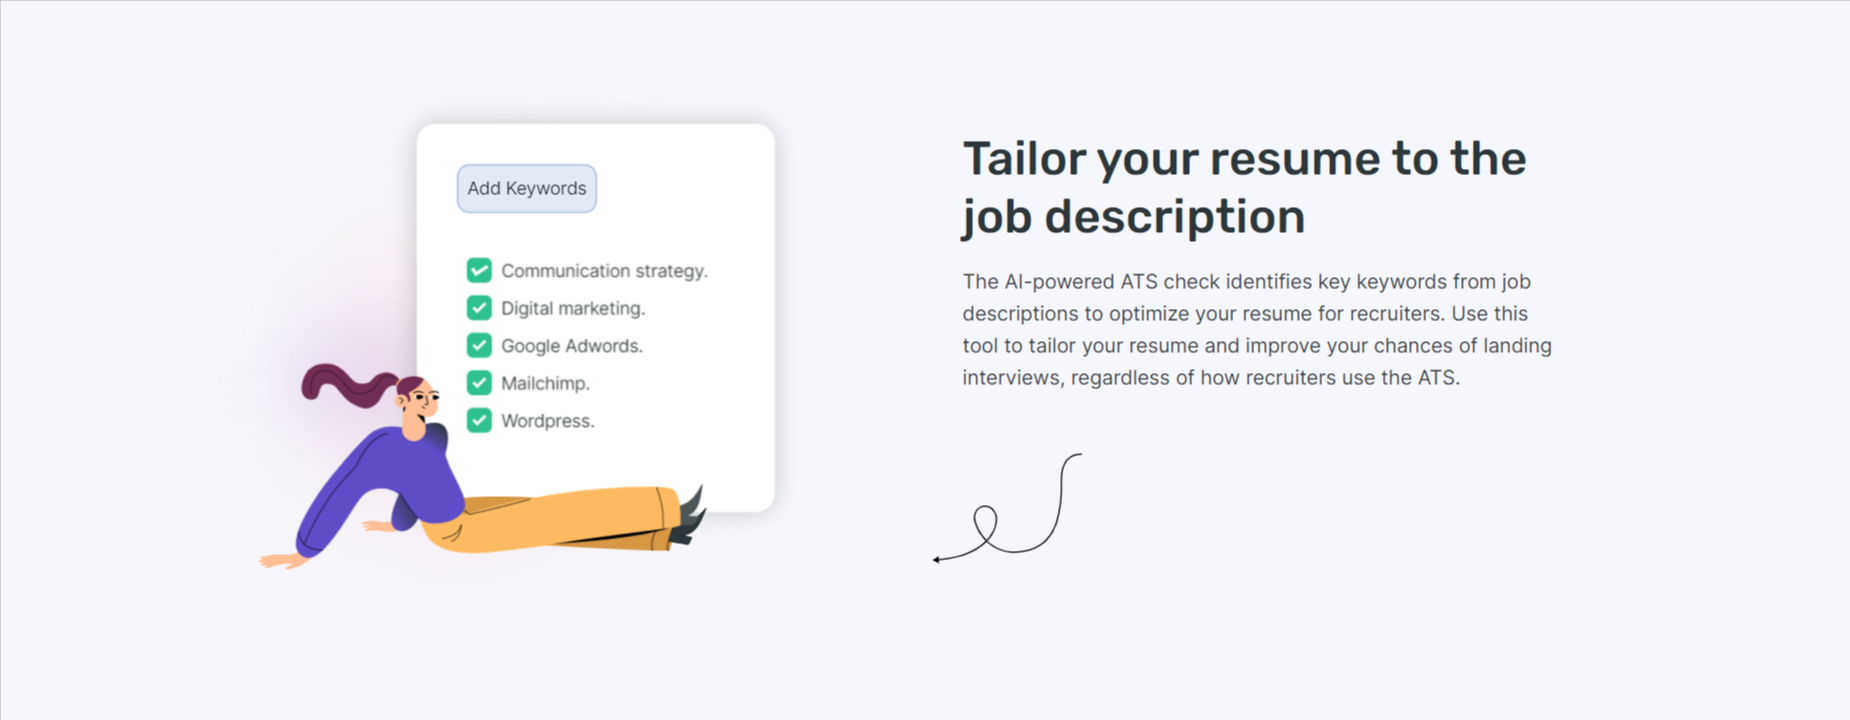 Add Keywords
Communication strategy.
Digital marketing.
Google Adwords.
Mailchimp.
Wordpress.
Tailor your resume to the
job description
The AI-powered ATS check identifies key keywords from job
descriptions to optimize your resume for recruiters. Use this
tool to tailor your resume and improve your chances of landing
interviews, regardless of how recruiters use the ATS.